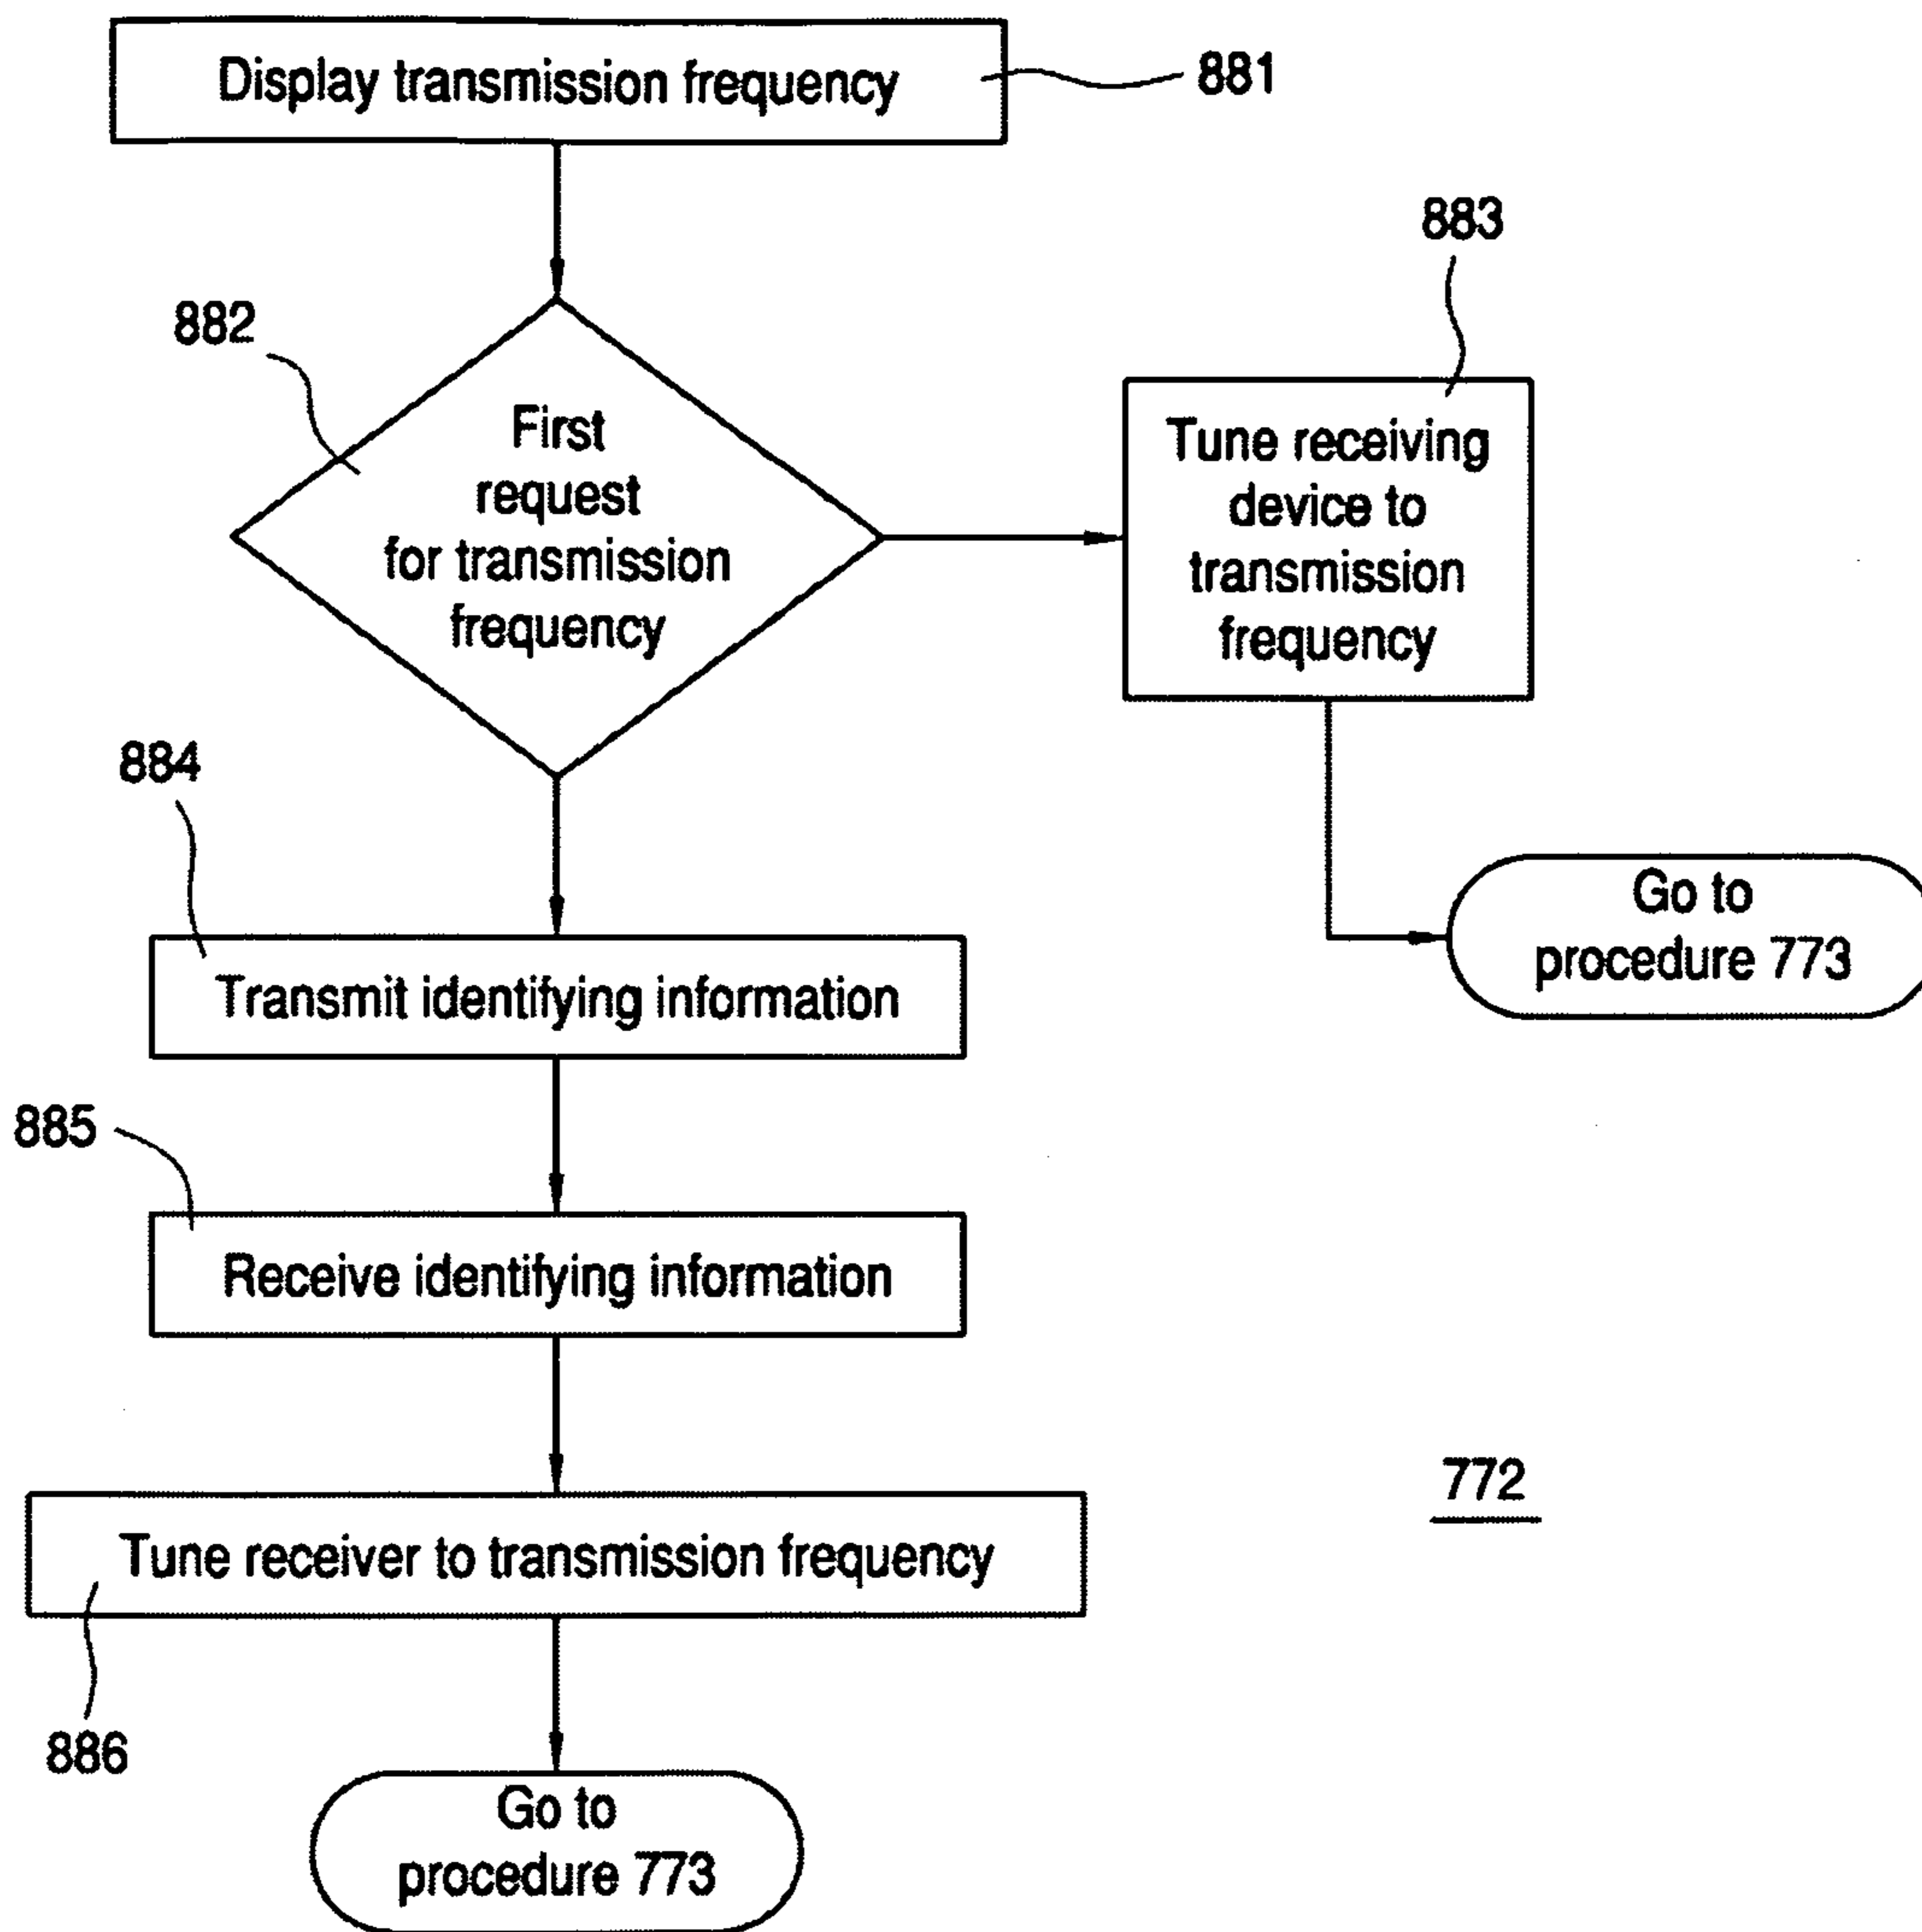 Display transmission frequency
881
882
First
request
for transmission
frequency
883
Tune receiving
device to
transmission
frequency
Go to
procedure 773
884
Transmit identifying information
885
Receive identifying information
Tune receiver to transmission frequency
886
772
Go to
procedure 773